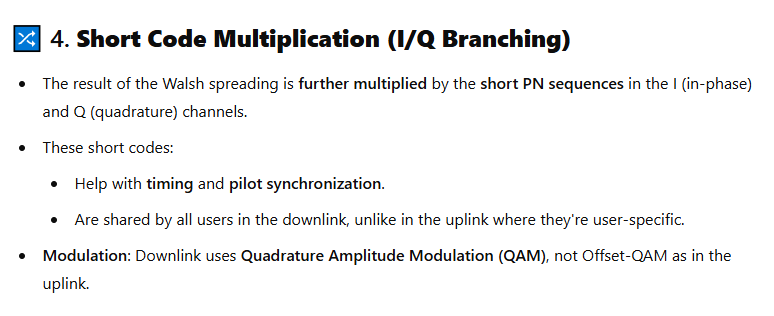 🔀 4. Short Code Multiplication (I/Q Branching)
• The result of the Walsh spreading is further multiplied by the short PN sequences in the I (in-phase)
and Q (quadrature) channels.
• These short codes:
• Help with timing and pilot synchronization.
• Are shared by all users in the downlink, unlike in the uplink where they're user-specific.
• Modulation: Downlink uses Quadrature Amplitude Modulation (QAM), not Offset-QAM as in the
uplink.